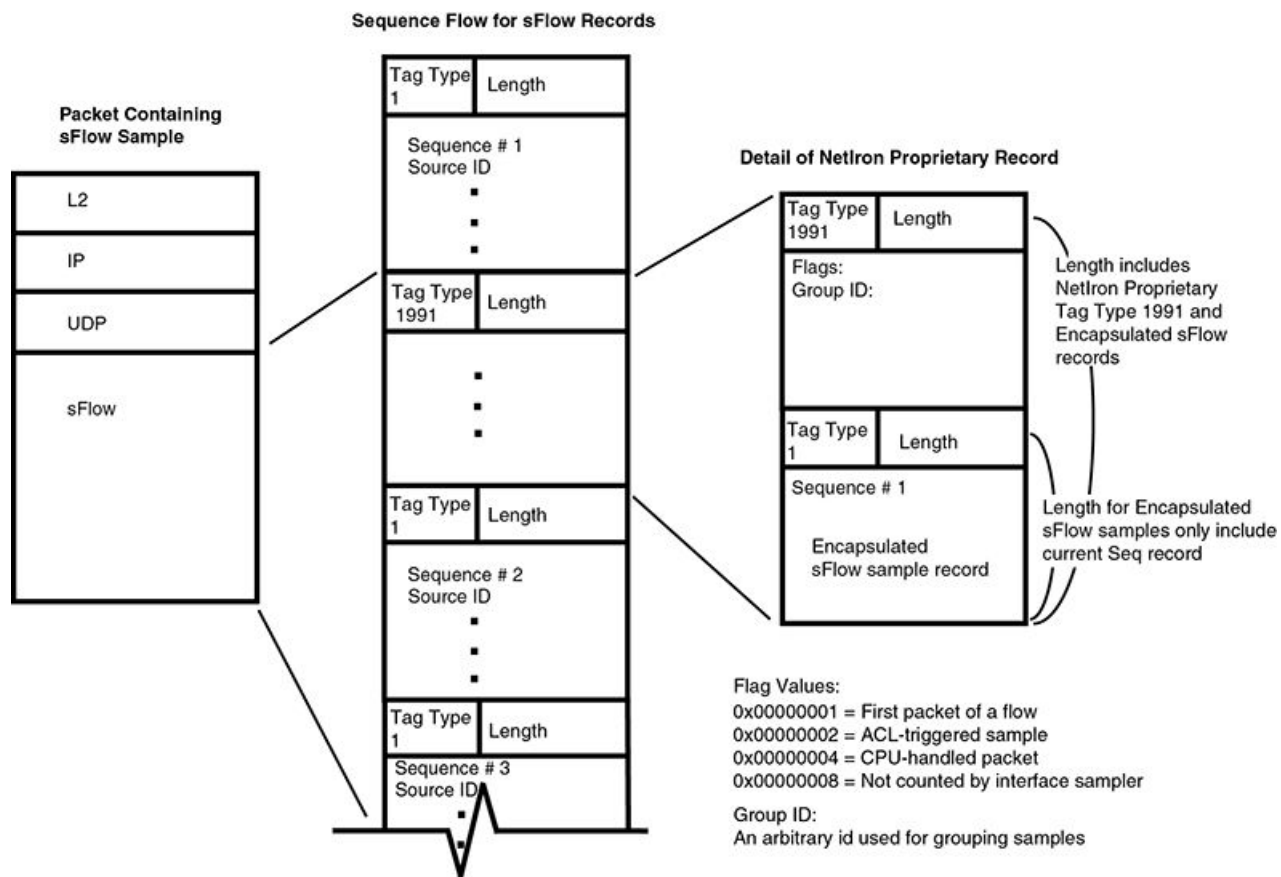 Sequence Flow for sFlow Records
Packet Containing
sFlow Sample
L2
IP
UDP
sFlow
Tag Type
1
Length
Sequence # 1
Source ID
Tag Type
1991
Length
Tag Type
1
Length
Sequence # 2
Source ID
Tag Type
1
Length
Sequence # 3
Source ID
Detail of NetIron Proprietary Record
Tag Type
1991
Length
Flags:
Group ID:
Tag Type
1
Length
Sequence # 1
Encapsulated
sFlow sample record
Length includes
NetIron Proprietary
Tag Type 1991 and
Encapsulated sFlow
records
Length for Encapsulated
sFlow samples only include
current Seq record
Flag Values:
0x00000001 = First packet of a flow
0x00000002 = ACL-triggered sample
0x00000004 = CPU-handled packet
0x00000008 = Not counted by interface sampler
Group ID:
An arbitrary id used for grouping samples